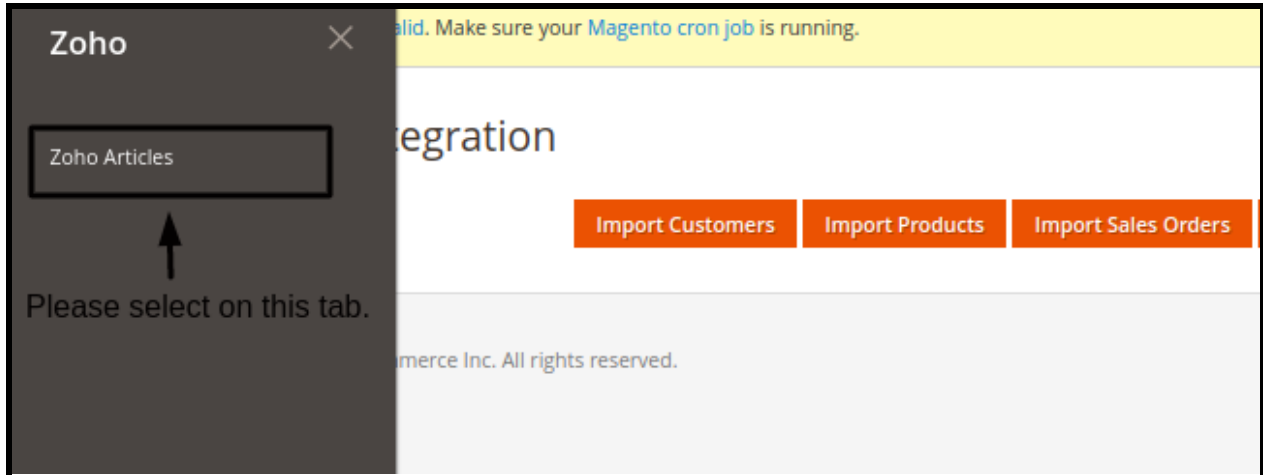 Zoho
alid. Make sure your Magento cron job is running.
Zoho Articles
tegration
Import Customers
Import Products
Import Sales Orders
Please select on this tab.
merce Inc. All rights reserved.